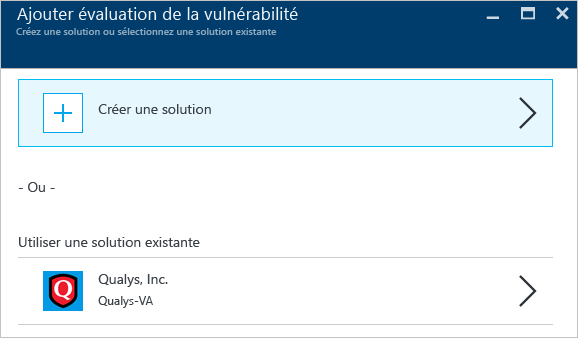 Ajouter évaluation de la vulnérabilité
Créez une solution ou sélectionnez une solution existante
Créer une solution
- Ou -
Utiliser une solution existante
Q
Qualys, Inc.
Qualys-VA